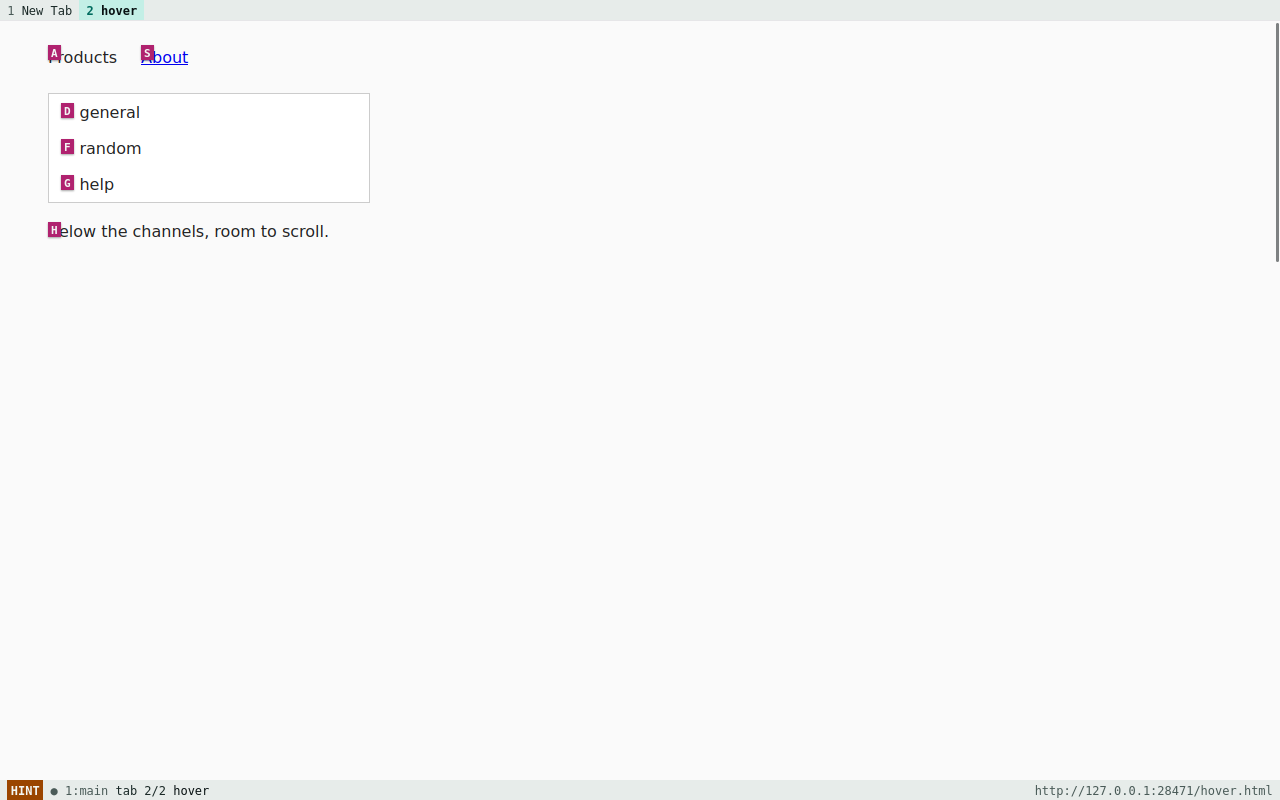 1 New Tab 2 hover
A roducts S About
D general
F random
G help
H elow the channels, room to scroll.
HINT ● 1:main tab 2/2 hover http://127.0.0.1:28471/hover.html